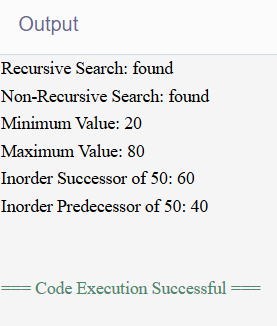 Output
Recursive Search: found
Non-Recursive Search: found
Minimum Value: 20
Maximum Value: 80
Inorder Successor of 50: 60
Inorder Predecessor of 50: 40
=== Code Execution Successful ===